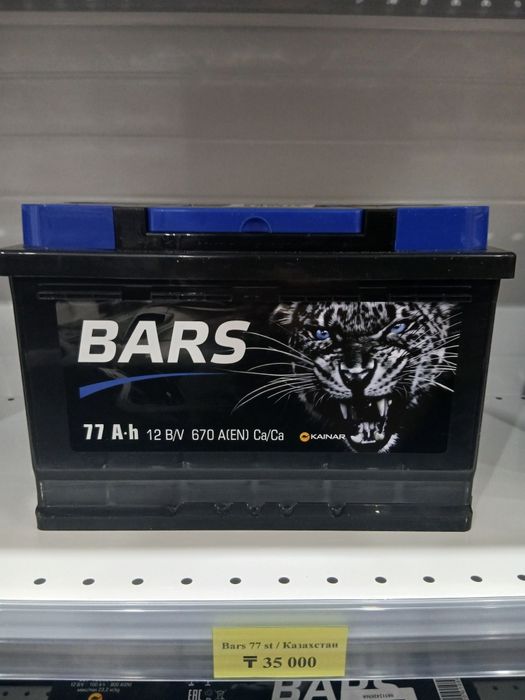 BARS
77 A·h 12 B/V 670 A(EN) Ca/Ca
KAINAR
Bars 77 st / Казахстан
₸ 35 000
BARS